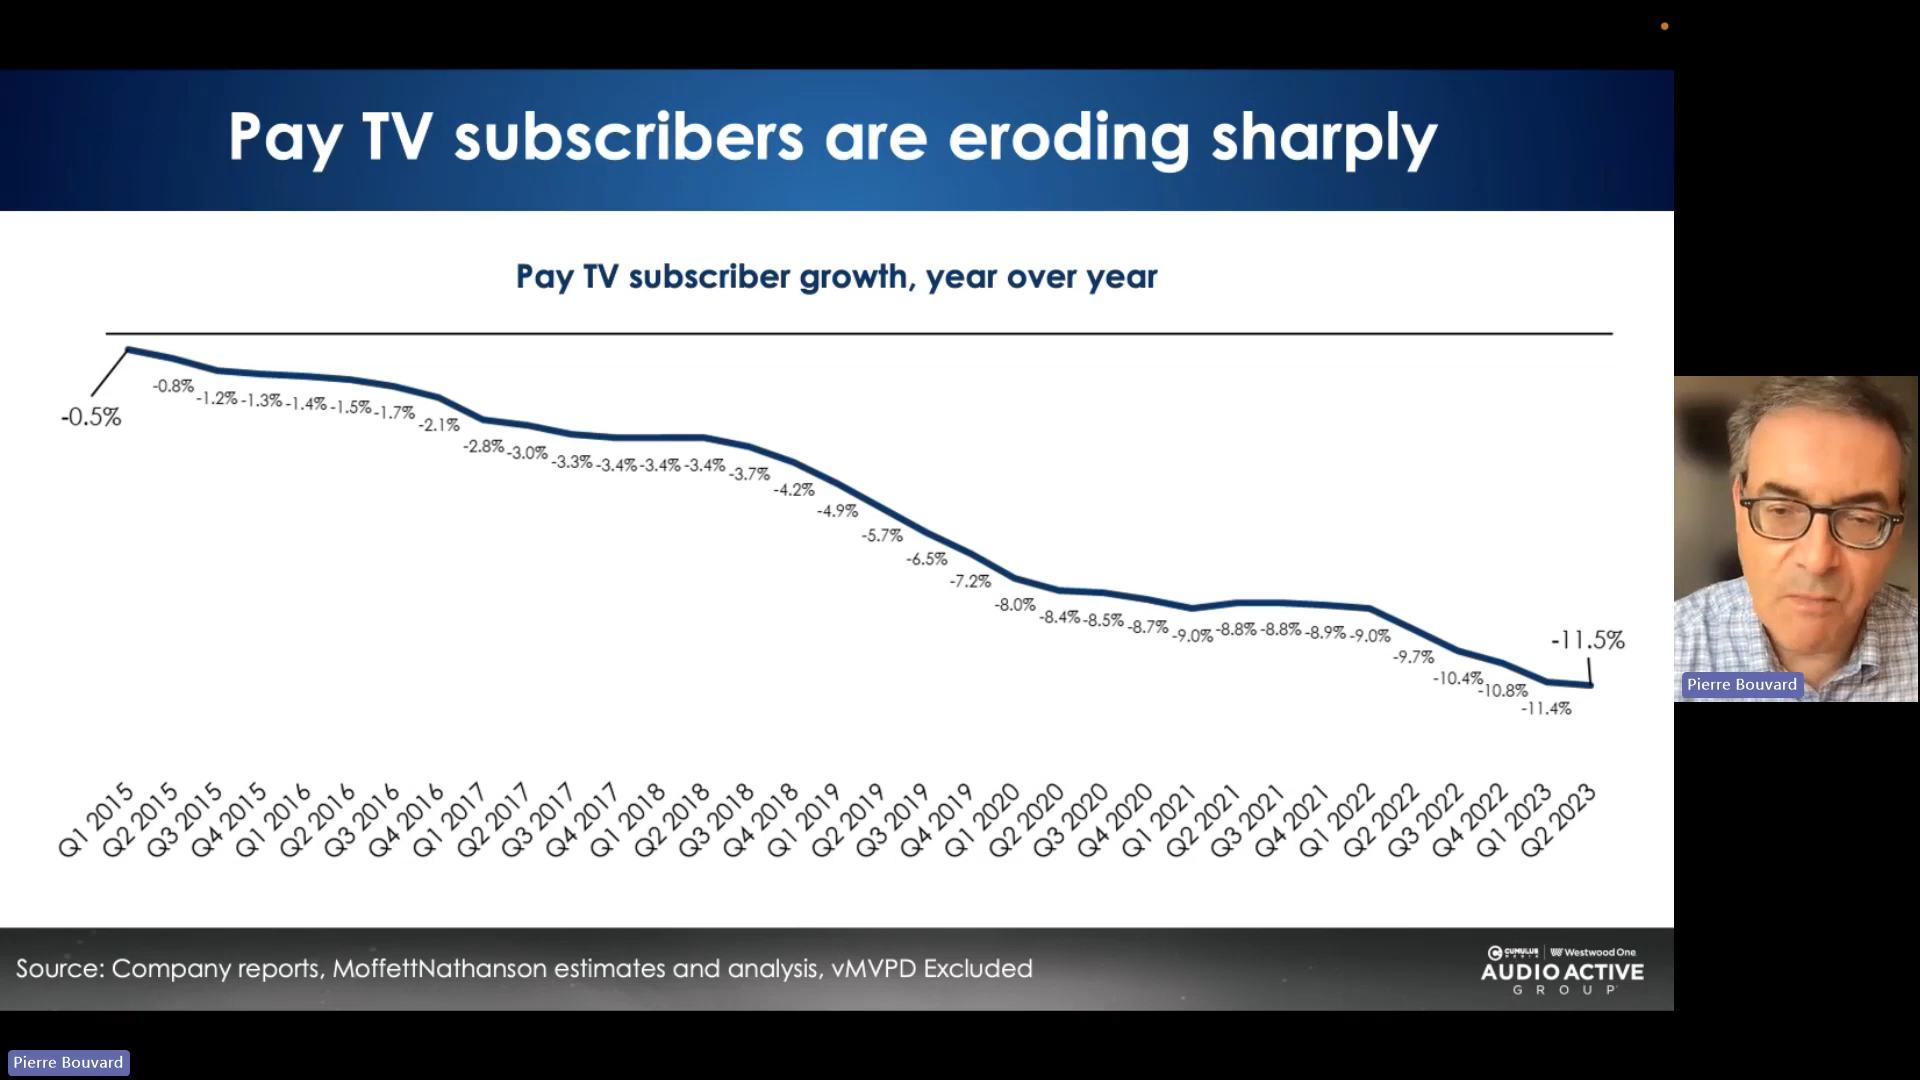 Pay TV subscribers are eroding sharply
Pay TV subscriber growth, year over year
-0.5%
-0.8%
-1.2%
-1.3%
-1.4%
-1.5%
-1.7%
-2.1%
-2.8%
-3.0%
-3.3%
-3.4%
-3.4%
-3.4%
-3.7%
-4.2%
-4.9%
-5.7%
-6.5%
-7.2%
-8.0%
-8.4%
-8.5%
-8.7%
-9.0%
-8.8%
-8.8%
-8.9%
-9.0%
-9.7%
-10.4%
-10.8%
-11.4%
-11.5%
Q1 2015
Q2 2015
Q3 2015
Q4 2015
Q1 2016
Q2 2016
Q3 2016
Q4 2016
Q1 2017
Q2 2017
Q3 2017
Q4 2017
Q1 2018
Q2 2018
Q3 2018
Q4 2018
Q1 2019
Q2 2019
Q3 2019
Q4 2019
Q1 2020
Q2 2020
Q3 2020
Q4 2020
Q1 2021
Q2 2021
Q3 2021
Q4 2021
Q1 2022
Q2 2022
Q3 2022
Q4 2022
Q1 2023
Q2 2023
Source: Company reports, MoffettNathanson estimates and analysis, vMVPD Excluded
CUMULUS MEDIA Westwood One
AUDIO ACTIVE
GROUP
Pierre Bouvard
Pierre Bouvard